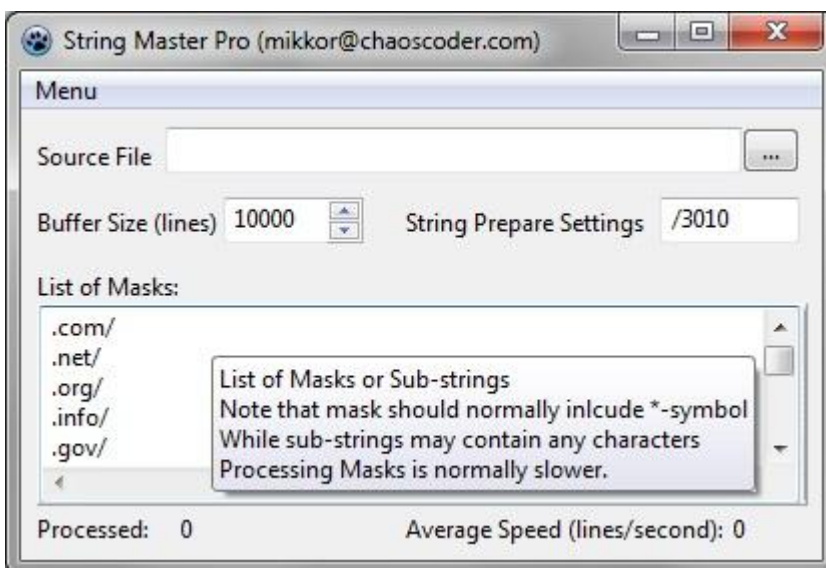 String Master Pro (mikkor@chaoscoder.com)
Menu
Source File
...
Buffer Size (lines) 10000
String Prepare Settings /3010
List of Masks:
.com/
.net/
.org/
.info/
.gov/
List of Masks or Sub-strings
Note that mask should normally inlcude *-symbol
While sub-strings may contain any characters
Processing Masks is normally slower.
Processed: 0
Average Speed (lines/second): 0